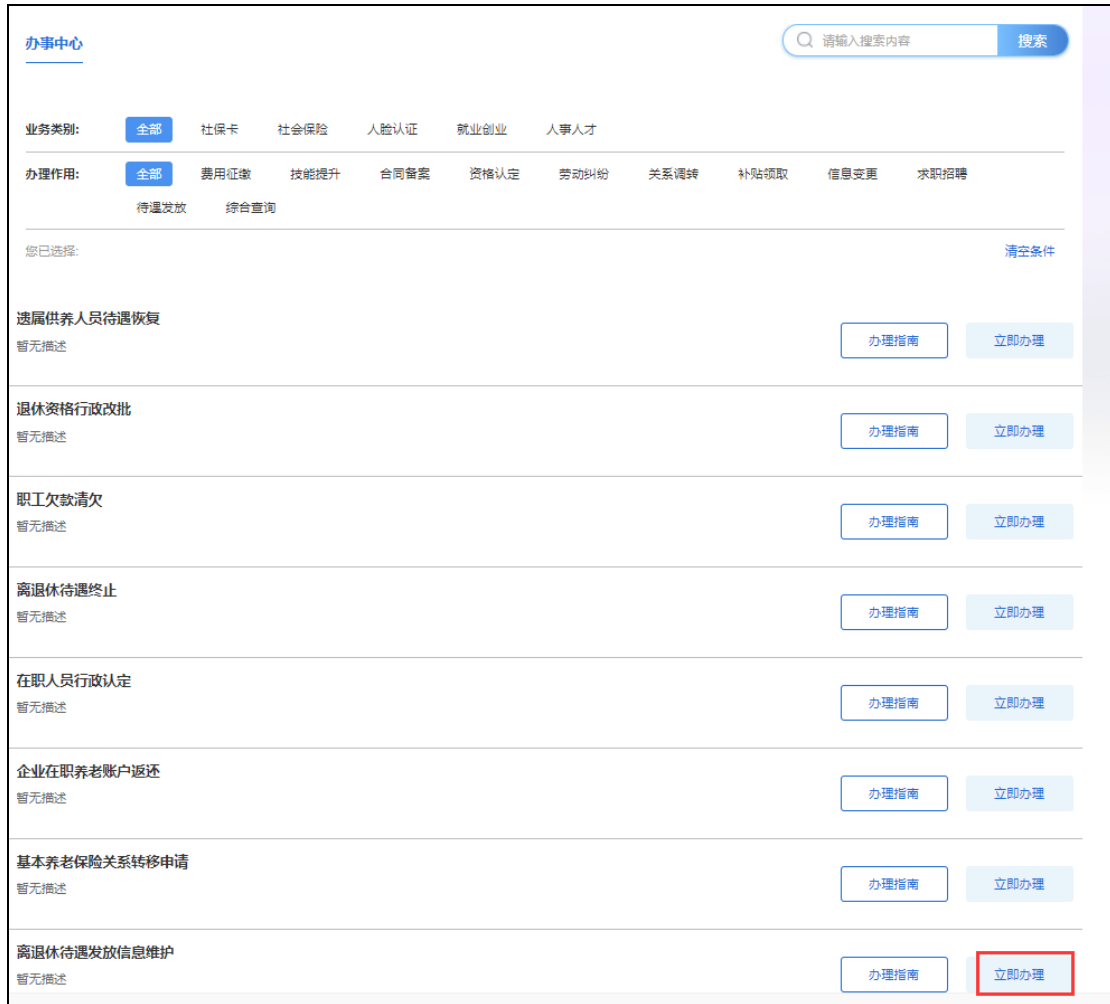 办事中心
请输入搜索内容 搜索
业务类别: 全部 社保卡 社会保险 人脸认证 就业创业 人事人才
办理作用: 全部 费用征缴 技能提升 合同备案 资格认定 劳动纠纷 关系调转 补贴领取 信息变更 求职招聘
待遇发放 综合查询
您已选择: 清空条件
遗属供养人员待遇恢复
暂无描述
办理指南 立即办理
退休资格行政改批
暂无描述
办理指南 立即办理
职工欠款清欠
暂无描述
办理指南 立即办理
离退休待遇终止
暂无描述
办理指南 立即办理
在职人员行政认定
暂无描述
办理指南 立即办理
企业在职养老账户返还
暂无描述
办理指南 立即办理
基本养老保险关系转移申请
暂无描述
办理指南 立即办理
离退休待遇发放信息维护
暂无描述
办理指南 立即办理